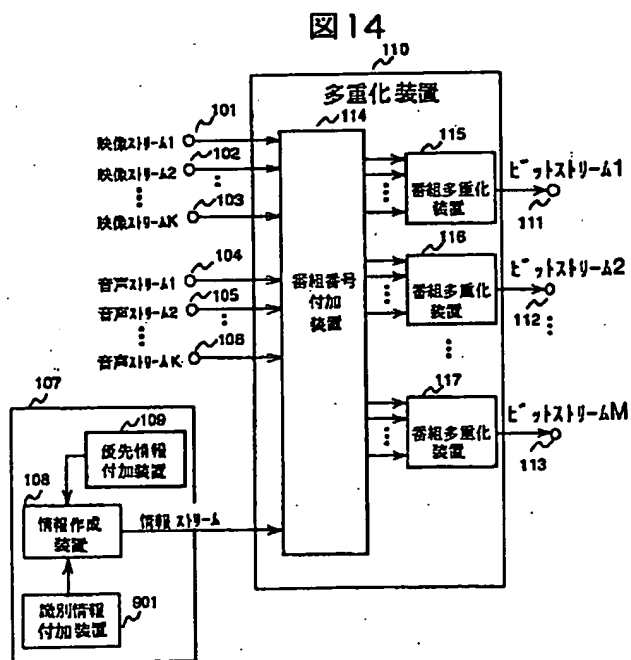 図14
110
多重化装置
101
映像ストリーム1
102
映像ストリーム2
103
映像ストリームK
104
音声ストリーム1
105
音声ストリーム2
106
音声ストリームK
114
番組番号
付加
装置
115
番組多重化
装置
ビットストリーム1
111
116
番組多重化
装置
ビットストリーム2
112
117
番組多重化
装置
ビットストリームM
113
107
109
優先情報
付加装置
108
情報作成
装置
情報ストリーム
識別情報
付加装置
901